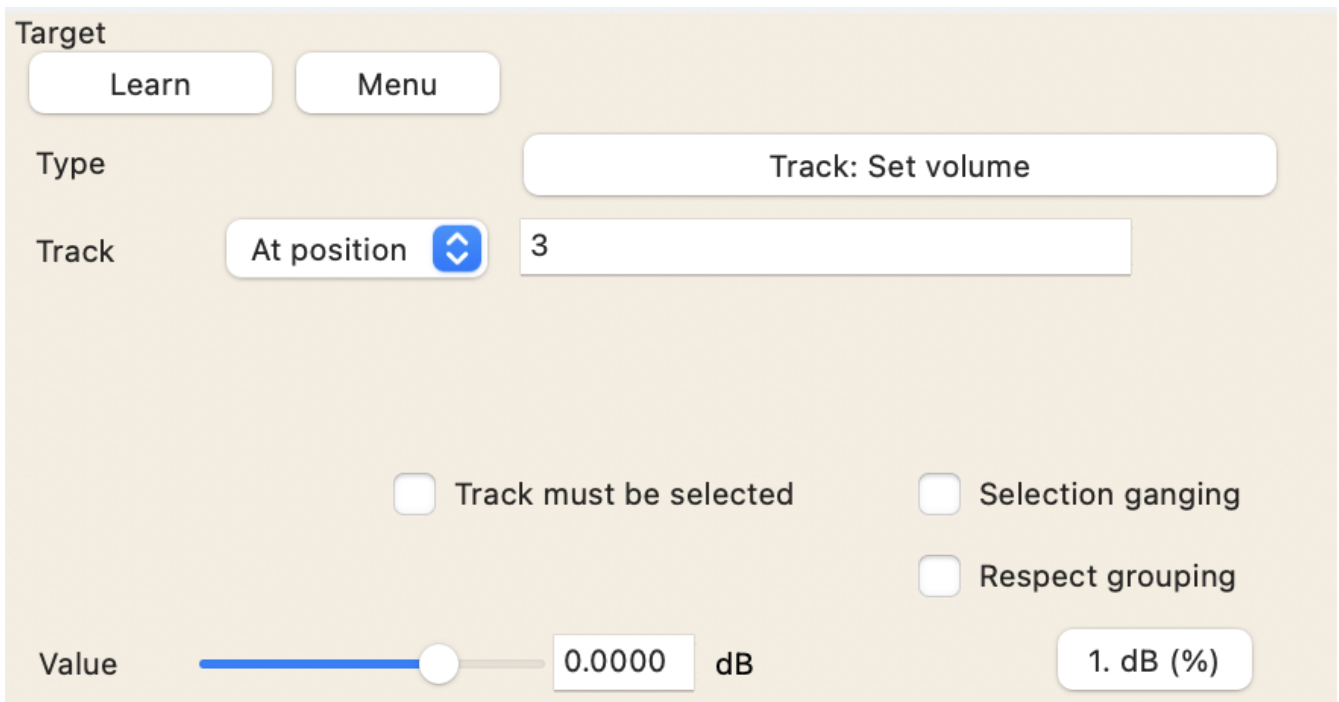 Target
Learn Menu
Type Track: Set volume
Track At position 3
Track must be selected Selection ganging
Respect grouping
Value 0.0000 dB 1. dB (%)